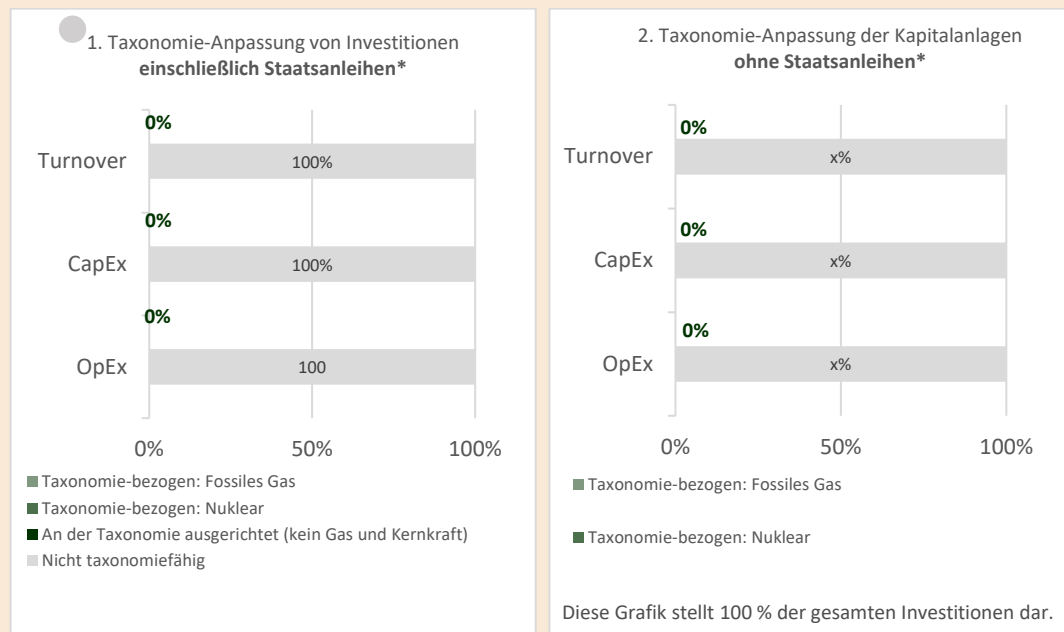 1. Taxonomie-Anpassung von Investitionen
einschließlich Staatsanleihen*
0%
Turnover
100%
0%
CapEx
100%
0%
OpEx
100
0%
50%
100%
Taxonomie-bezogen: Fossiles Gas
Taxonomie-bezogen: Nuklear
An der Taxonomie ausgerichtet (kein Gas und Kernkraft)
Nicht taxonomiefähig
2. Taxonomie-Anpassung der Kapitalanlagen
ohne Staatsanleihen*
0%
Turnover
x%
0%
CapEx
x%
0%
OpEx
x%
0%
50%
100%
Taxonomie-bezogen: Fossiles Gas
Taxonomie-bezogen: Nuklear
Diese Grafik stellt 100 % der gesamten Investitionen dar.